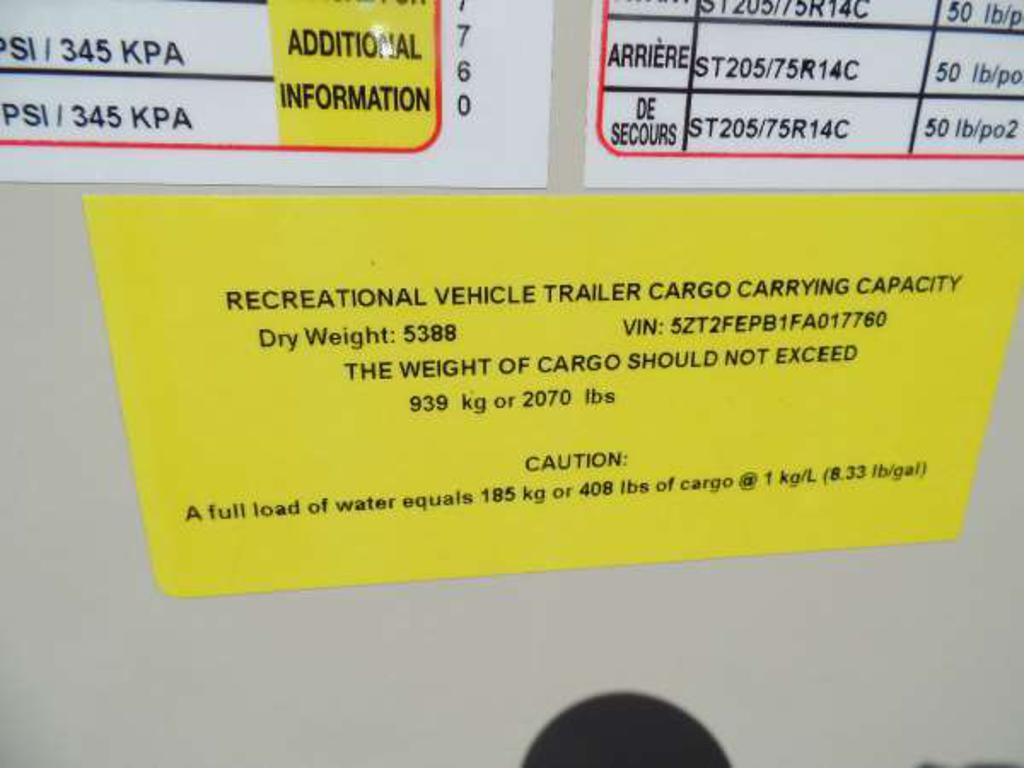 PSI / 345 KPA
PSI / 345 KPA
ADDITIONAL
INFORMATION
7
6
0
ST205/75R14C 50 lb/p
ARRIÈRE ST205/75R14C 50 lb/po
DE SECOURS ST205/75R14C 50 lb/po2
RECREATIONAL VEHICLE TRAILER CARGO CARRYING CAPACITY
Dry Weight: 5388 VIN: 5ZT2FEPB1FA017760
THE WEIGHT OF CARGO SHOULD NOT EXCEED
939 kg or 2070 lbs
CAUTION:
A full load of water equals 185 kg or 408 lbs of cargo @ 1 kg/L (8.33 lb/gal)